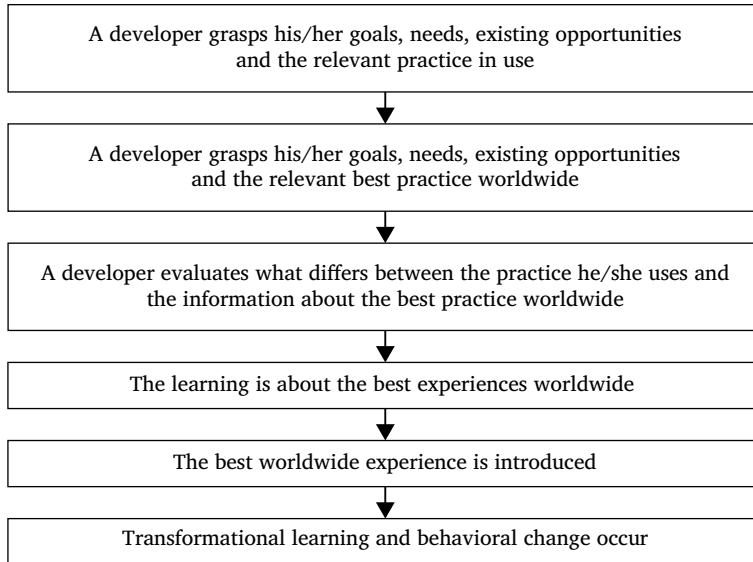 A developer grasps his/her goals, needs, existing opportunities
and the relevant practice in use
A developer grasps his/her goals, needs, existing opportunities
and the relevant best practice worldwide
A developer evaluates what differs between the practice he/she uses and
the information about the best practice worldwide
The learning is about the best experiences worldwide
The best worldwide experience is introduced
Transformational learning and behavioral change occur